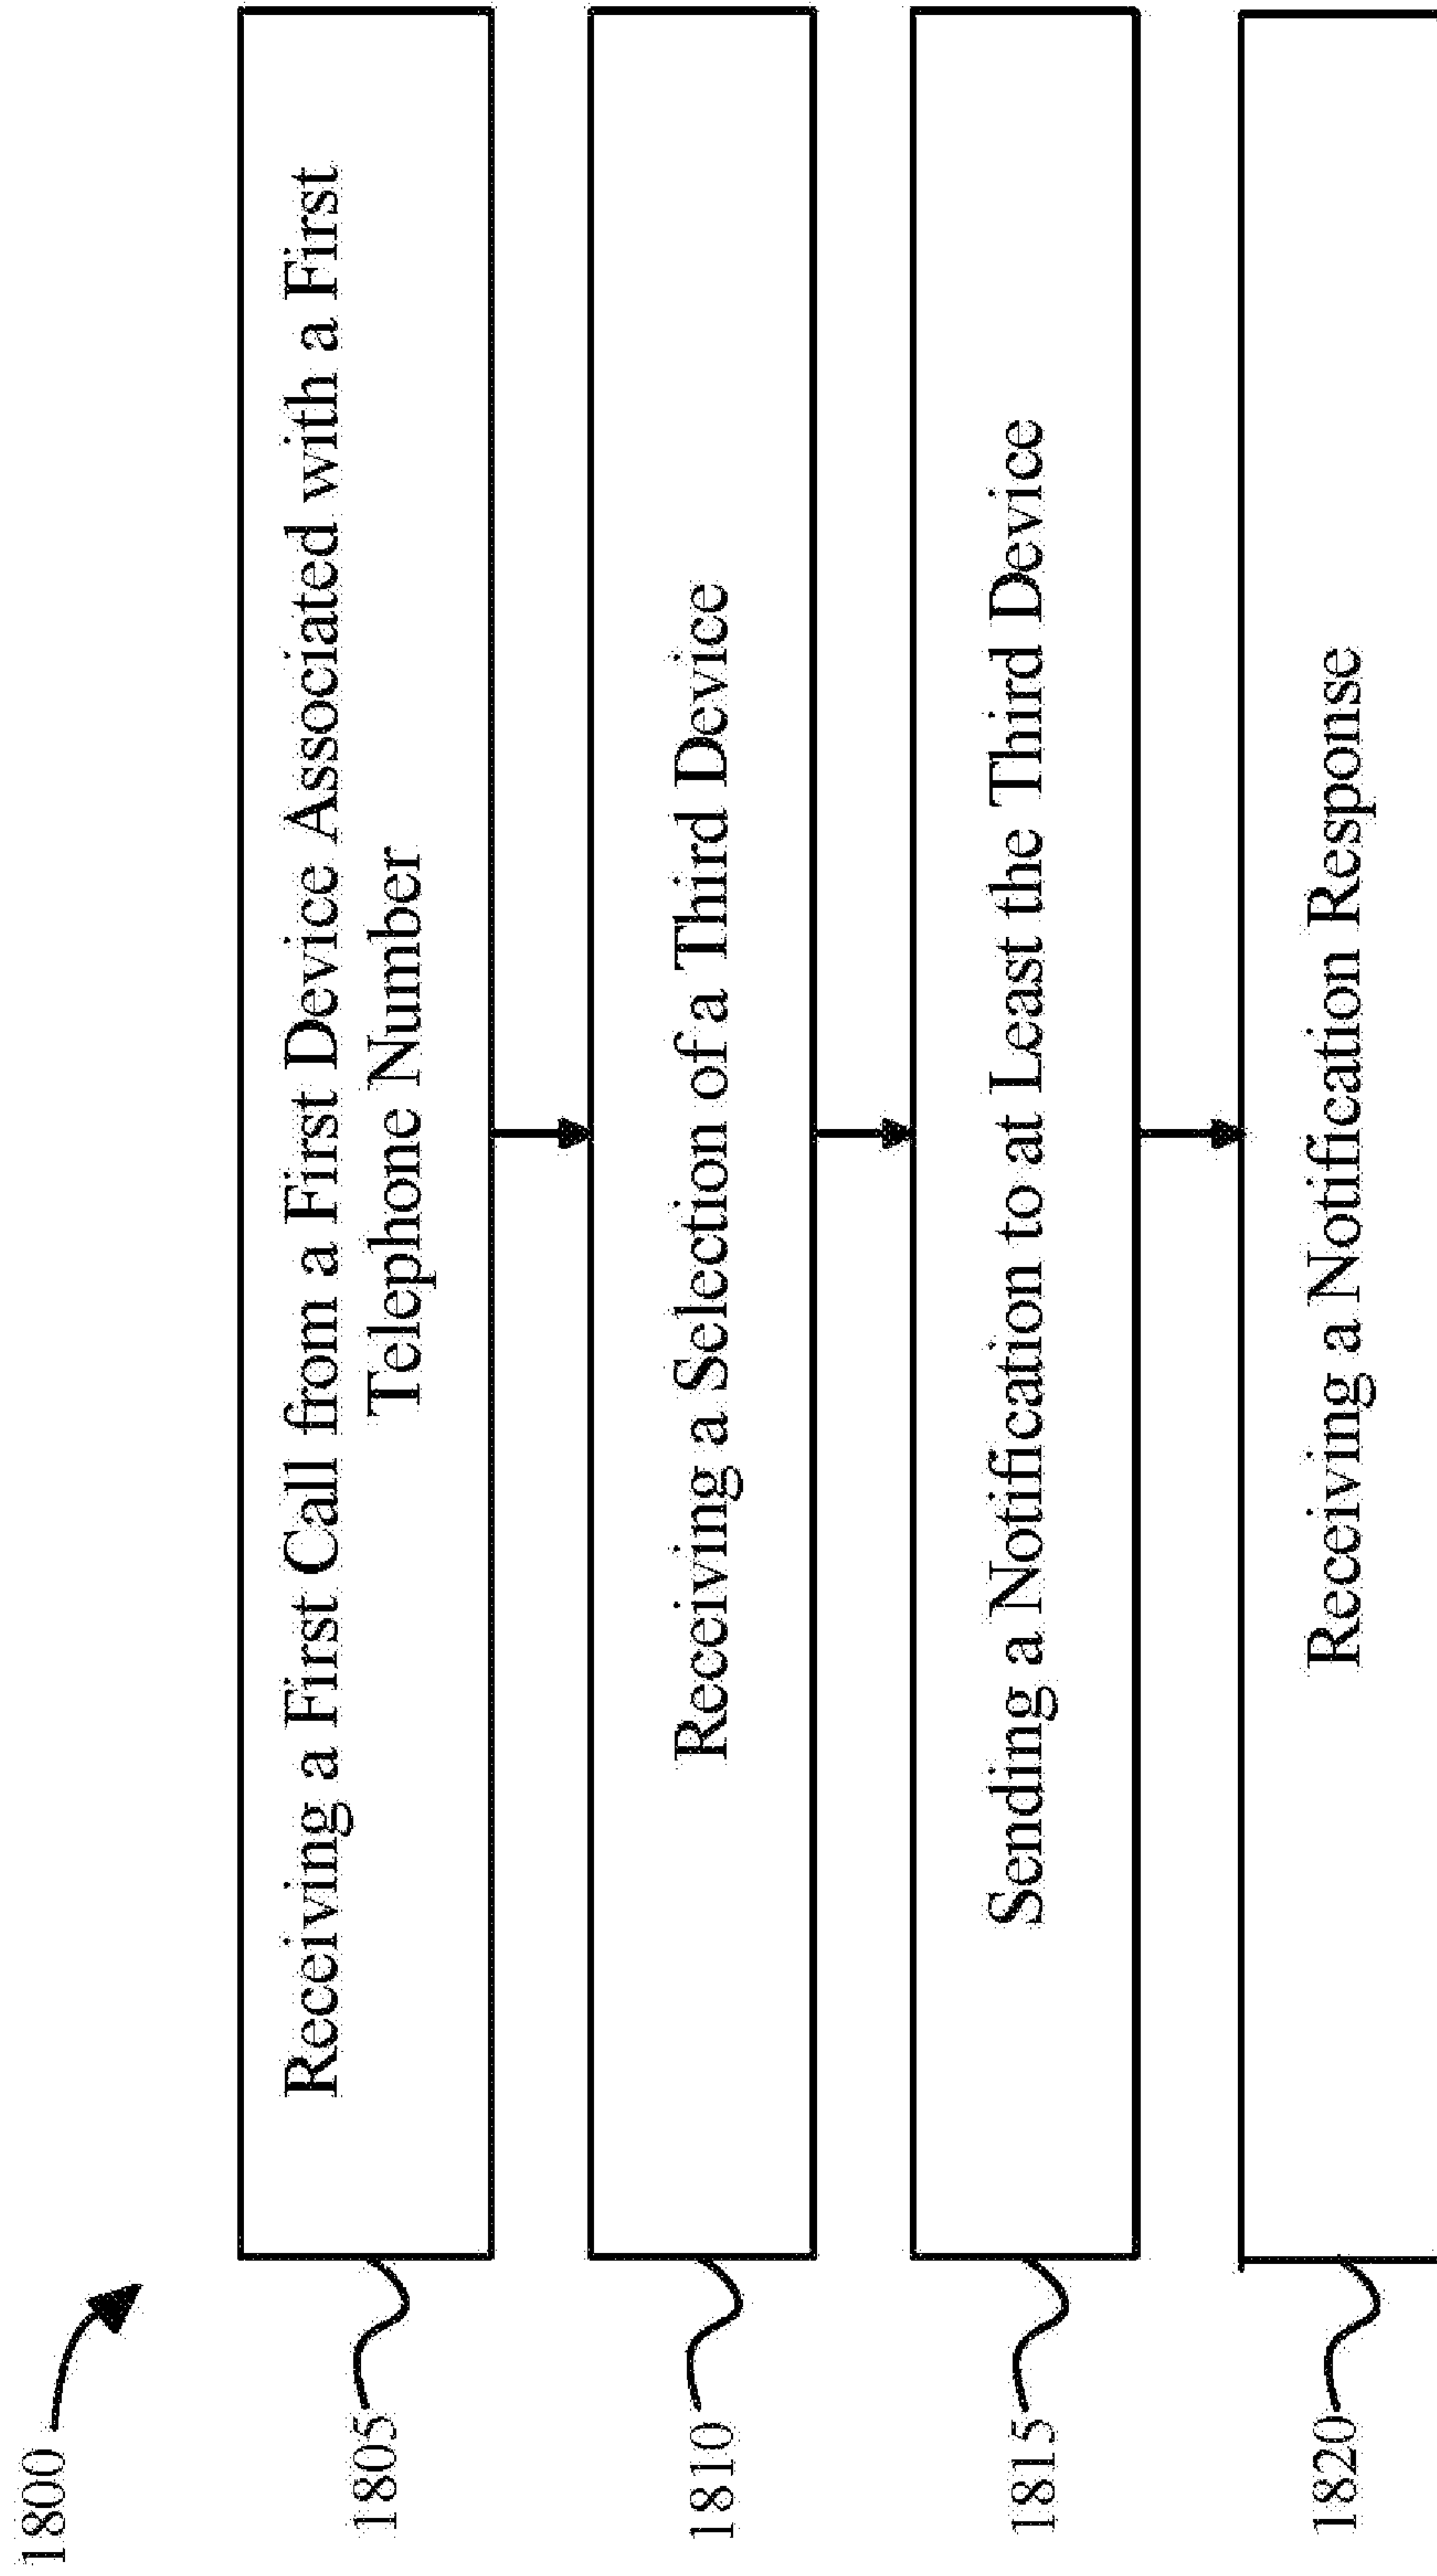 1800
1805
Receiving a First Call from a First Device Associated with a First
Telephone Number
1810
Receiving a Selection of a Third Device
1815
Sending a Notification to at Least the Third Device
1820
Receiving a Notification Response